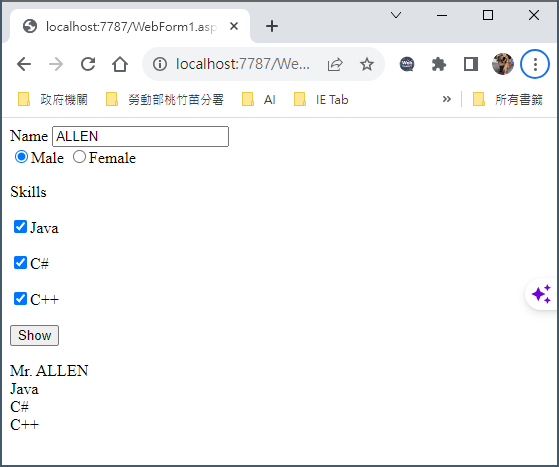 localhost:7787/WebForm1.asp
localhost:7787/We...
政府機關 勞動部桃竹苗分署 AI IE Tab » 所有書籤
Name ALLEN
Male Female
Skills
Java
C#
C++
Show
Mr. ALLEN
Java
C#
C++